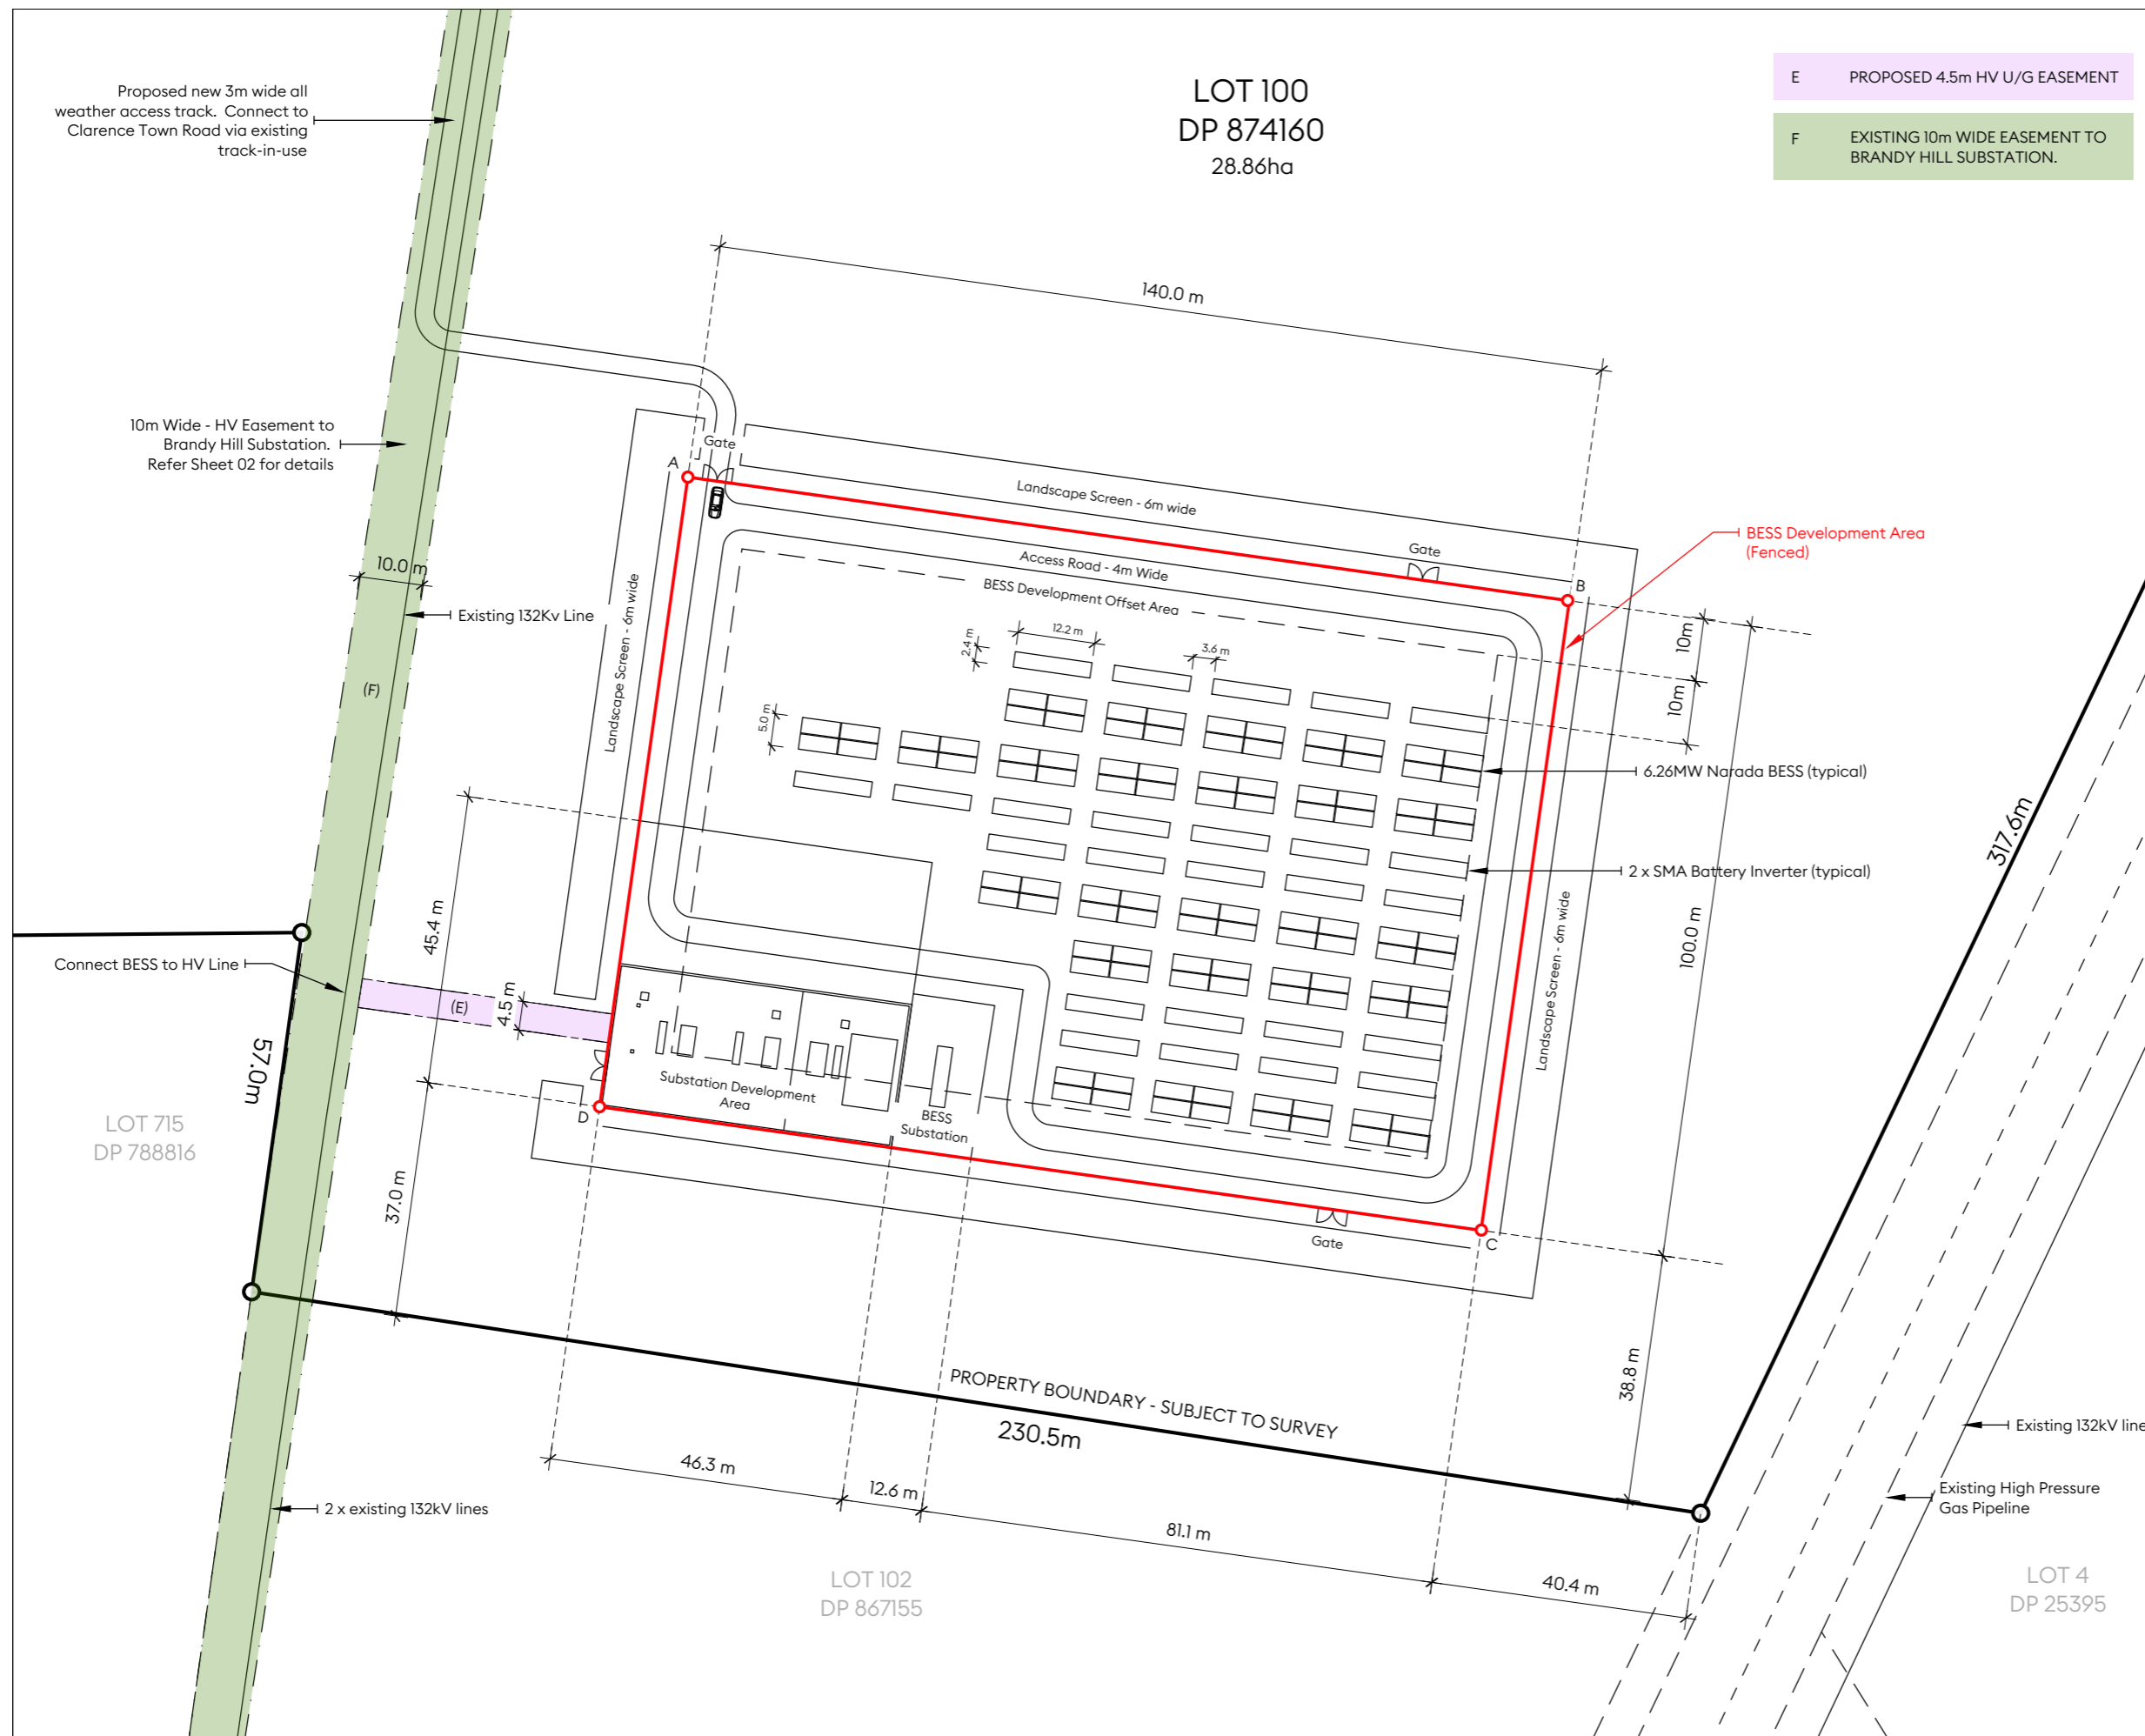 Proposed new 3m wide all
weather access track. Connect to
Clarence Town Road via existing
track-in-use
LOT 100
DP 874160
28.86ha
E PROPOSED 4.5m HV U/G EASEMENT
F EXISTING 10m WIDE EASEMENT TO
BRANDY HILL SUBSTATION.
140.0 m
10m Wide - HV Easement to
Brandy Hill Substation.
Refer Sheet 02 for details
Gate
A
Landscape Screen - 6m wide
BESS Development Area
(Fenced)
Gate
Access Road - 4m Wide
BESS Development Offset Area
B
10.0 m
Existing 132Kv Line
Landscape Screen - 6m wide
12.2 m
2.4 m
3.6 m
10m
10m
(F)
5.0 m
6.26MW Narada BESS (typical)
317.6m
2 x SMA Battery Inverter (typical)
45.4 m
100.0 m
Landscape Screen - 6m wide
Connect BESS to HV Line
(E)
4.5 m
57.0m
Substation Development
Area
BESS
Substation
D
LOT 715
DP 788816
37.0 m
Gate
C
38.8 m
PROPERTY BOUNDARY - SUBJECT TO SURVEY
230.5m
Existing 132kV line
46.3 m
12.6 m
81.1 m
40.4 m
Existing High Pressure
Gas Pipeline
2 x existing 132kV lines
LOT 102
DP 867155
LOT 4
DP 25395